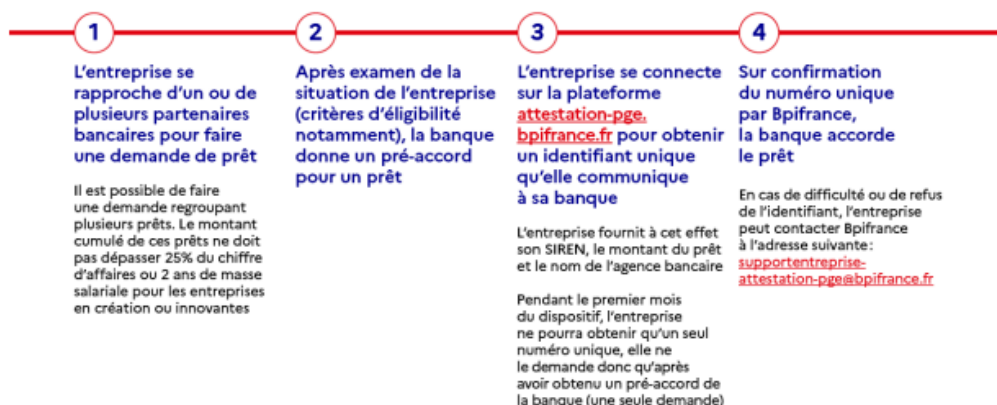 1
L'entreprise se
rapproche d'un ou de
plusieurs partenaires
bancaires pour faire
une demande de prêt
Il est possible de faire
une demande regroupant
plusieurs prêts. Le montant
cumulé de ces prêts ne doit
pas dépasser 25% du chiffre
d'affaires ou 2 ans de masse
salariale pour les entreprises
en création ou innovantes
2
Après examen de la
situation de l'entreprise
(critères d'éligibilité
notamment), la banque
donne un pré-accord
pour un prêt
3
L'entreprise se connecte
sur la plateforme
attestation-pge.
bpifrance.fr pour obtenir
un identifiant unique
qu'elle communique
à sa banque
L'entreprise fournit à cet effet
son SIREN, le montant du prêt
et le nom de l'agence bancaire
Pendant le premier mois
du dispositif, l'entreprise
ne pourra obtenir qu'un seul
numéro unique, elle ne
le demande donc qu'après
avoir obtenu un pré-accord de
la banque (une seule demande)
4
Sur confirmation
du numéro unique
par Bpifrance,
la banque accorde
le prêt
En cas de difficulté ou de refus
de l'identifiant, l'entreprise
peut contacter Bpifrance
à l'adresse suivante :
supportentreprise-
attestation-pge@bpifrance.fr